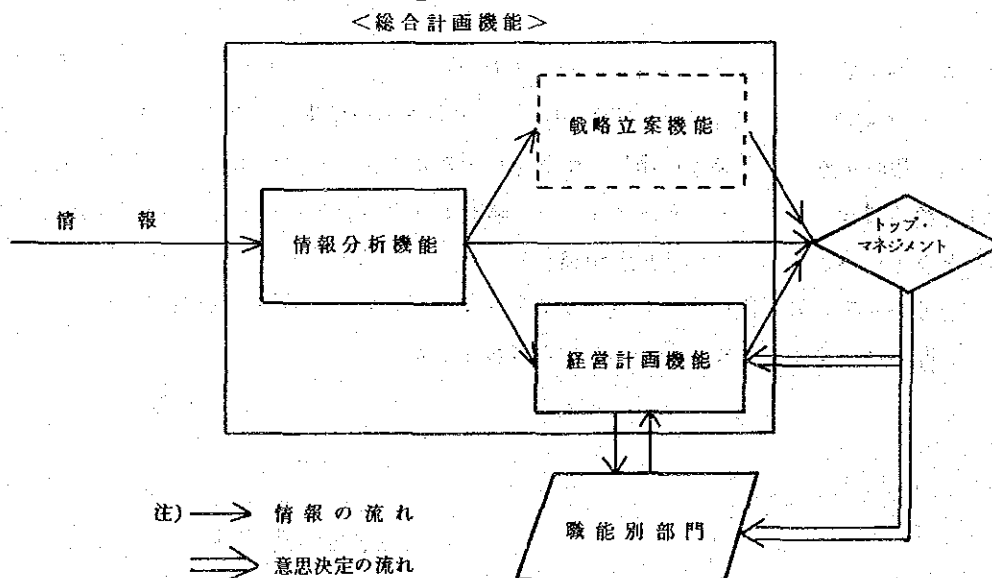 ＜総合計画機能＞
戦略立案機能
情　報
情報分析機能
トップ・
マネジメント
経営計画機能
職能別部門
注) 情報の流れ
意思決定の流れ